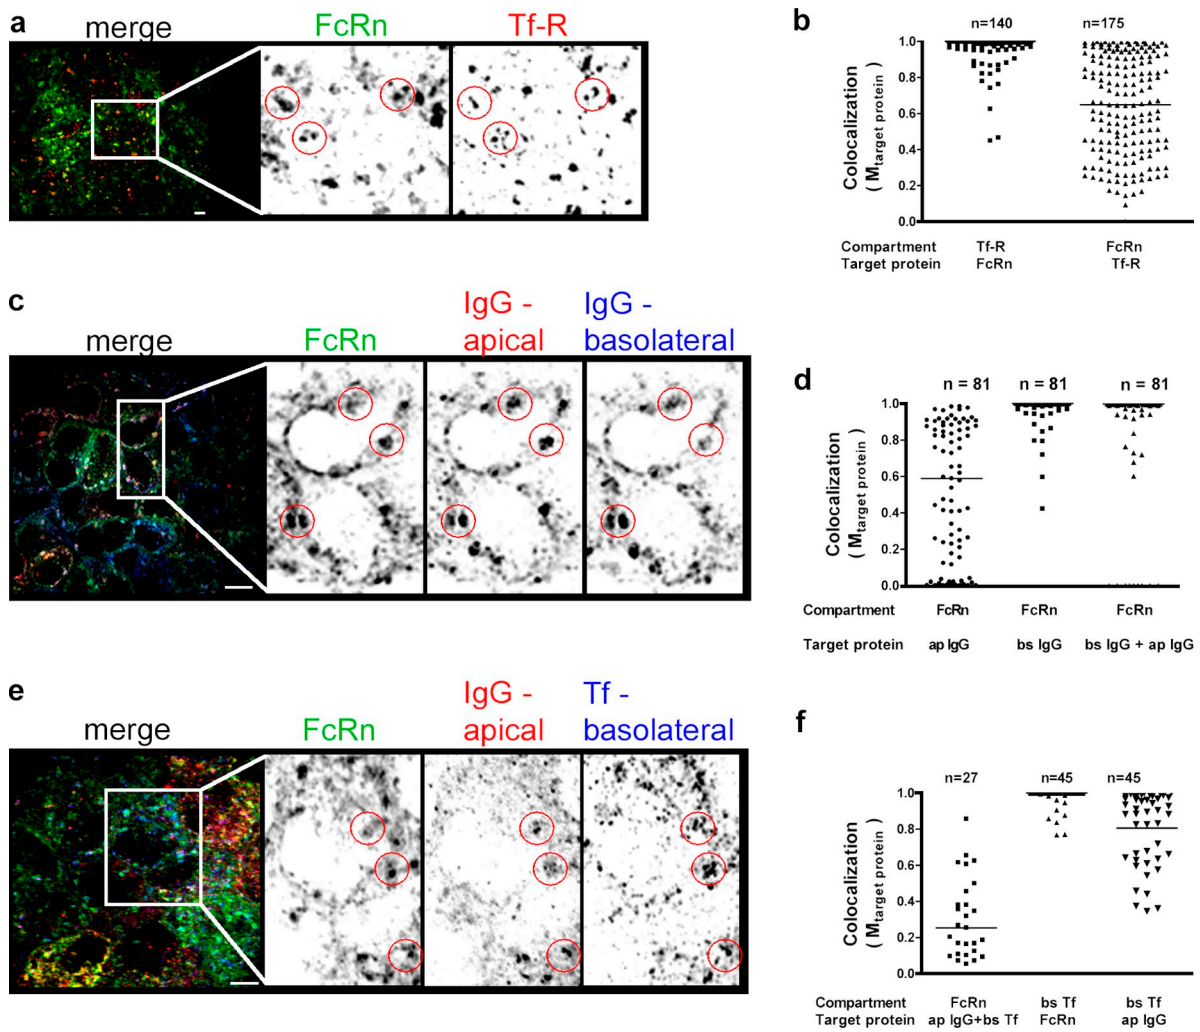 a
merge
FcRn
Tf-R
b
n=140
n=175
1.0
0.8
0.6
0.4
0.2
0.0
Colocalization
( Mtarget protein )
Compartment Tf-R FcRn
Target protein FcRn Tf-R
c
merge
FcRn
IgG -
apical
IgG -
basolateral
d
n = 81
n = 81
n = 81
1.0
0.8
0.6
0.4
0.2
0.0
Colocalization
( Mtarget protein )
Compartment FcRn FcRn FcRn
Target protein ap IgG bs IgG bs IgG + ap IgG
e
merge
FcRn
IgG -
apical
Tf -
basolateral
f
n=27
n=45
n=45
1.0
0.8
0.6
0.4
0.2
0.0
Colocalization
( Mtarget protein )
Compartment FcRn bs Tf bs Tf
Target protein ap IgG+bs Tf FcRn ap IgG